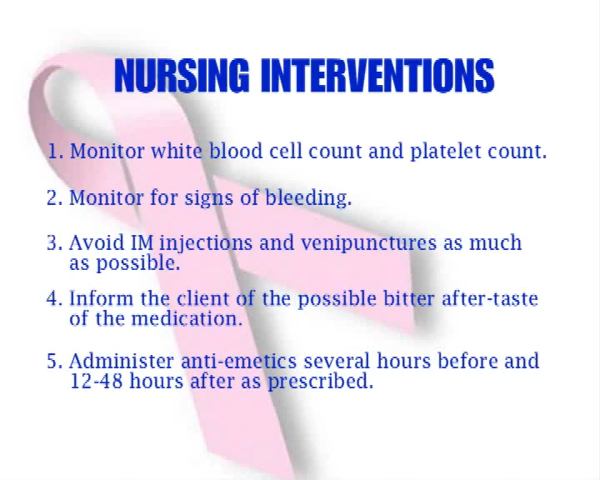 NURSING INTERVENTIONS
1. Monitor white blood cell count and platelet count.
2. Monitor for signs of bleeding.
3. Avoid IM injections and venipunctures as much
as possible.
4. Inform the client of the possible bitter after-taste
of the medication.
5. Administer anti-emetics several hours before and
12-48 hours after as prescribed.